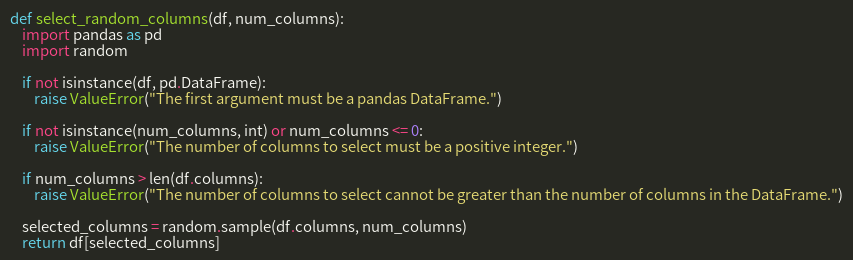 def select_random_columns(df, num_columns):
    import pandas as pd
    import random

    if not isinstance(df, pd.DataFrame):
        raise ValueError("The first argument must be a pandas DataFrame.")

    if not isinstance(num_columns, int) or num_columns <= 0:
        raise ValueError("The number of columns to select must be a positive integer.")

    if num_columns > len(df.columns):
        raise ValueError("The number of columns to select cannot be greater than the number of columns in the DataFrame.")

    selected_columns = random.sample(df.columns, num_columns)
    return df[selected_columns]